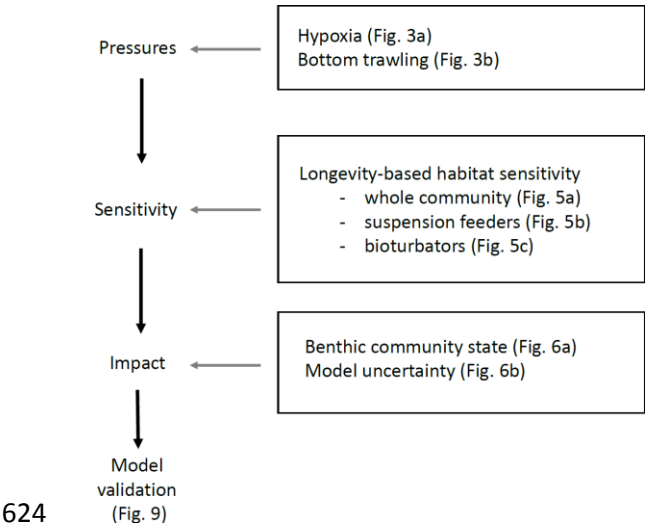 Pressures
Hypoxia (Fig. 3a)
Bottom trawling (Fig. 3b)
Sensitivity
Longevity-based habitat sensitivity
- whole community (Fig. 5a)
- suspension feeders (Fig. 5b)
- bioturbators (Fig. 5c)
Impact
Benthic community state (Fig. 6a)
Model uncertainty (Fig. 6b)
Model
validation
(Fig. 9)
624